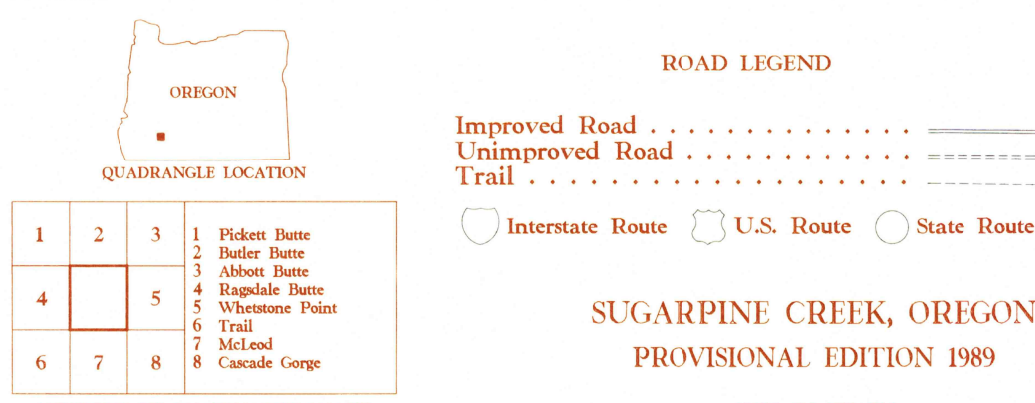 OREGON
QUADRANGLE LOCATION
1 2 3
4 5
6 7 8
1 Pickett Butte
2 Butler Butte
3 Abbott Butte
4 Ragsdale Butte
5 Whetstone Point
6 Trail
7 McLeod
8 Cascade Gorge
ROAD LEGEND
Improved Road . . . . . . . . . . . . . .
Unimproved Road . . . . . . . . . . . .
Trail . . . . . . . . . . . . . . . . . . . .
Interstate Route U.S. Route State Route
SUGARPINE CREEK, OREGON
PROVISIONAL EDITION 1989